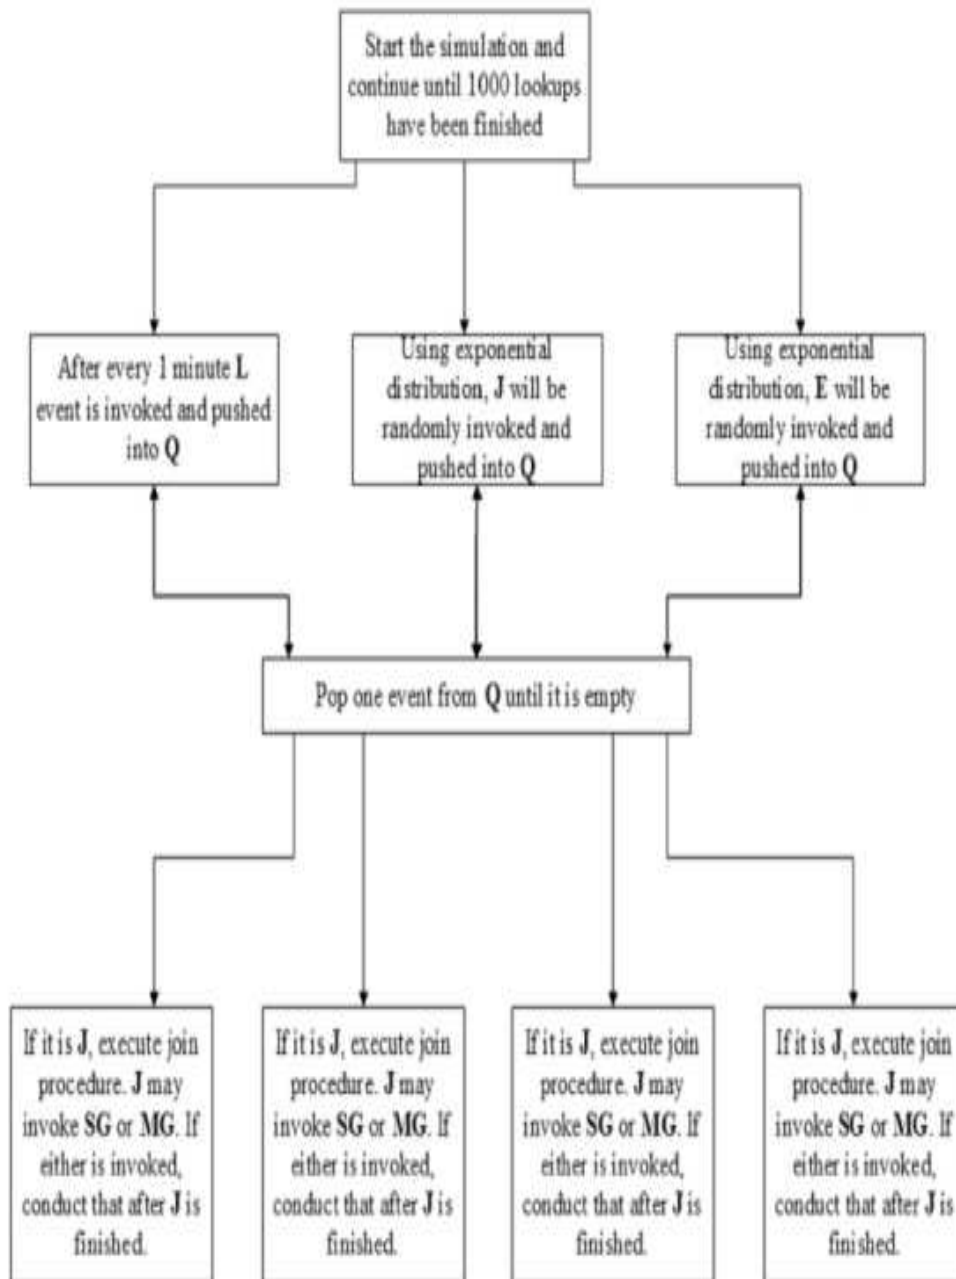 Start the simulation and
continue until 1000 lookups
have been finished
After every 1 minute L
event is invoked and pushed
into Q
Using exponential
distribution, J will be
randomly invoked and
pushed into Q
Using exponential
distribution, E will be
randomly invoked and
pushed into Q
Pop one event from Q until it is empty
If it is J, execute join
procedure. J may
invoke SG or MG. If
either is invoked,
conduct that after J is
finished.
If it is J, execute join
procedure. J may
invoke SG or MG. If
either is invoked,
conduct that after J is
finished.
If it is J, execute join
procedure. J may
invoke SG or MG. If
either is invoked,
conduct that after J is
finished.
If it is J, execute join
procedure. J may
invoke SG or MG. If
either is invoked,
conduct that after J is
finished.